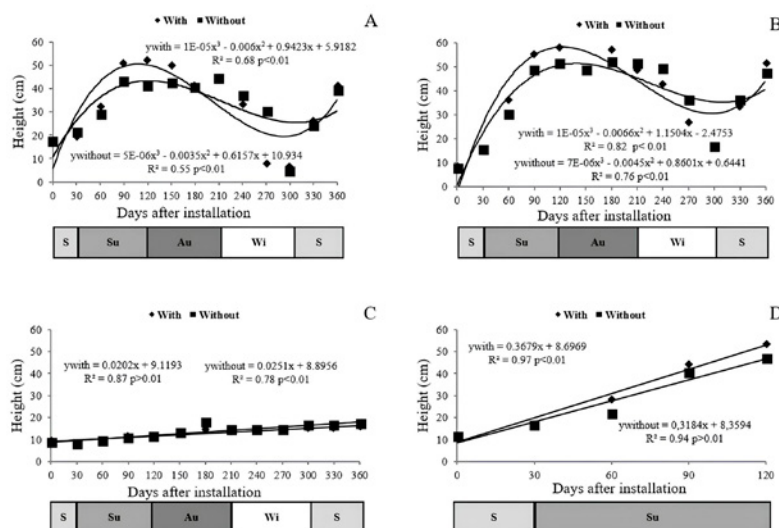 A
With Without
Height (cm)
60
50
40
30
20
10
0
ywith = 1E-05x³ - 0.006x² + 0.9423x + 5.9182
R² = 0.68 p<0.01
ywithout = 5E-06x³ - 0.0035x² + 0.6157x + 10.934
R² = 0.55 p<0.01
0 30 60 90 120 150 180 210 240 270 300 330 360
Days after installation
S Su Au Wi S
B
With Without
Height (cm)
60
50
40
30
20
10
0
y = 1E-05x³ - 0.0066x² + 1.1504x - 2.4753
R² = 0.82 p< 0.01
ywithout = 7E-06x³ - 0.0045x² + 0.8601x + 0.6441
R² = 0.76 p<0.01
0 30 60 90 120 150 180 210 240 270 300 330 360
Days after installation
S Su Au Wi S
C
With Without
Height (cm)
60
50
40
30
20
10
0
ywith = 0.0202x + 9.1193
R² = 0.87 p>0.01
ywithout = 0.0251x + 8.8956
R² = 0.78 p<0.01
0 30 60 90 120 150 180 210 240 270 300 330 360
Days after installation
S Su Au Wi S
D
With Without
Height (cm)
60
50
40
30
20
10
0
ywith = 0.3679x + 8.6969
R² = 0.97 p<0.01
ywithout = 0,3184x + 8,3594
R² = 0.94 p>0.01
0 30 60 90 120
Days after installation
S Su